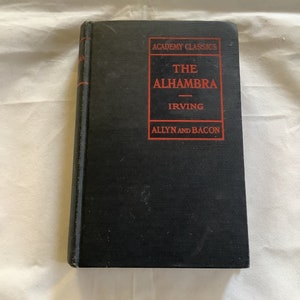 ACADEMY CLASSICS
THE
ALHAMBRA
IRVING
ALLYN AND BACON